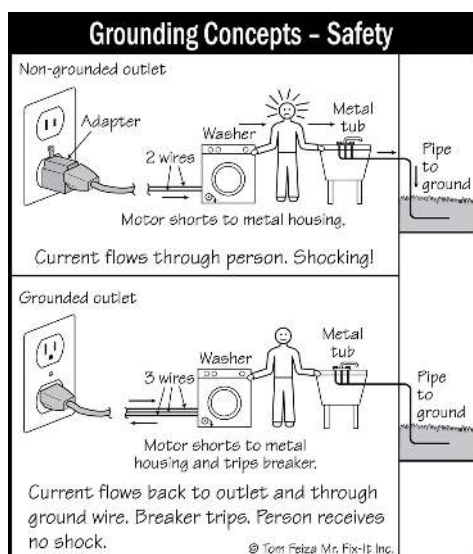 Grounding Concepts – Safety
Non-grounded outlet
Adapter
2 wires
Washer
Metal
tub
Pipe
to
ground
Motor shorts to metal housing.
Current flows through person. Shocking!
Grounded outlet
3 wires
Washer
Metal
tub
Pipe
to
ground
Motor shorts to metal
housing and trips breaker.
Current flows back to outlet and through
ground wire. Breaker trips. Person receives
no shock.
© Tom Feiza Mr. Fix-It Inc.